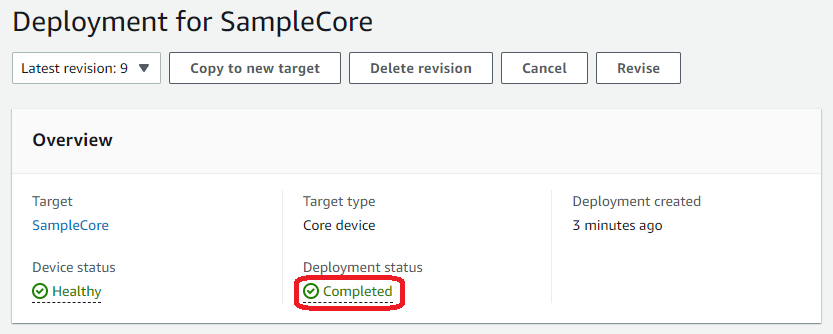 Deployment for SampleCore
Latest revision: 9 Copy to new target Delete revision Cancel Revise
Overview
Target Target type Deployment created
SampleCore Core device 3 minutes ago
Device status Deployment status
Healthy Completed